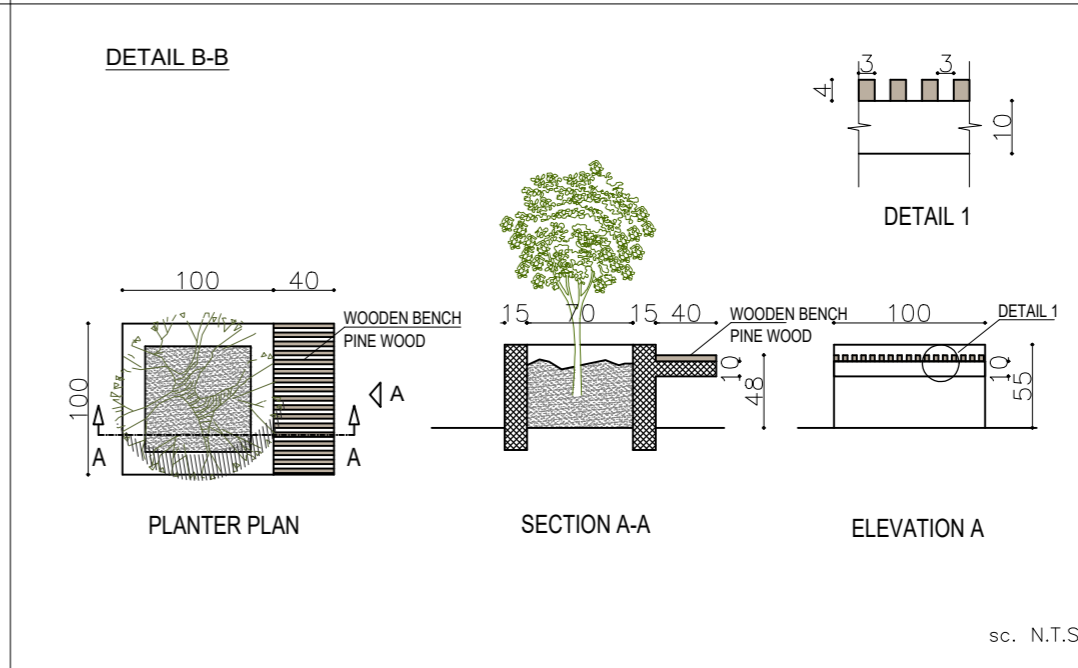 DETAIL B-B
3
3
4
10
DETAIL 1
100
40
WOODEN BENCH
PINE WOOD
100
A
A
A
PLANTER PLAN
15
70
15
40
WOODEN BENCH
PINE WOOD
10
48
SECTION A-A
100
DETAIL 1
10
55
ELEVATION A
sc. N.T.S